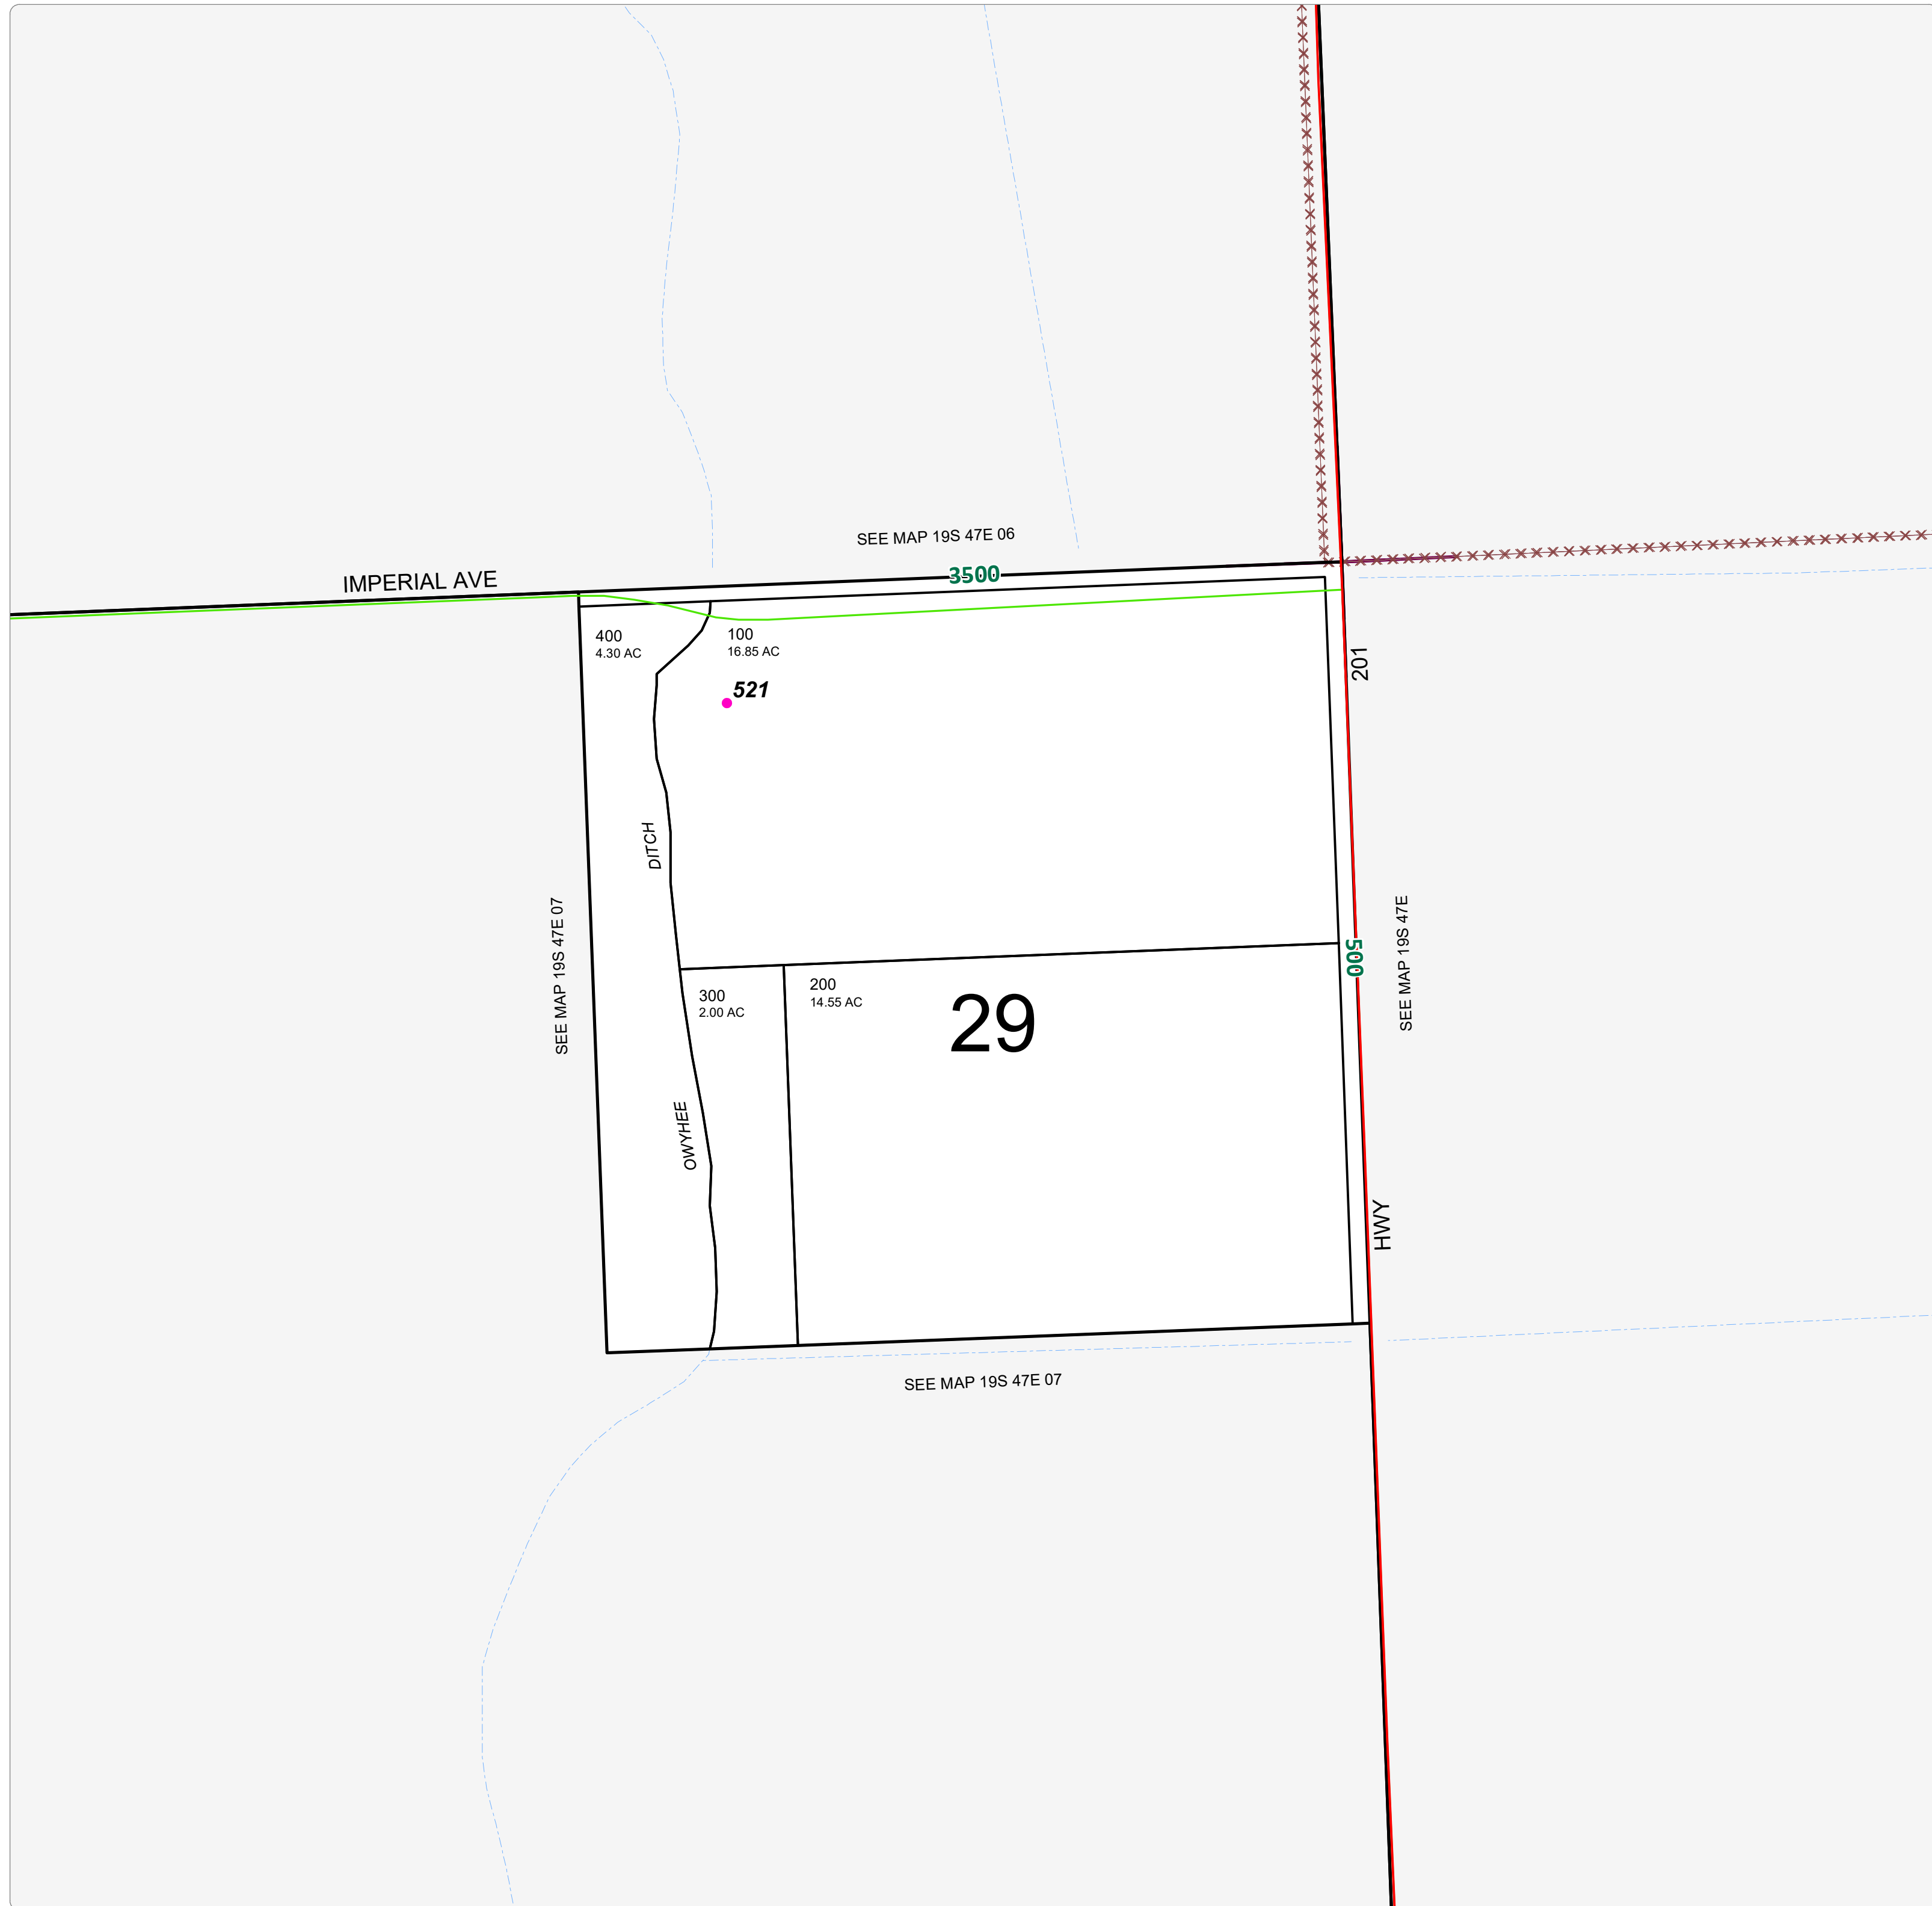 SEE MAP 19S 47E 06
IMPERIAL AVE
3500
400
4.30 AC
100
16.85 AC
521
201
DITCH
SEE MAP 19S 47E 07
SEE MAP 19S 47E
500
300
2.00 AC
200
14.55 AC
29
OWYHEE
HWY
SEE MAP 19S 47E 07